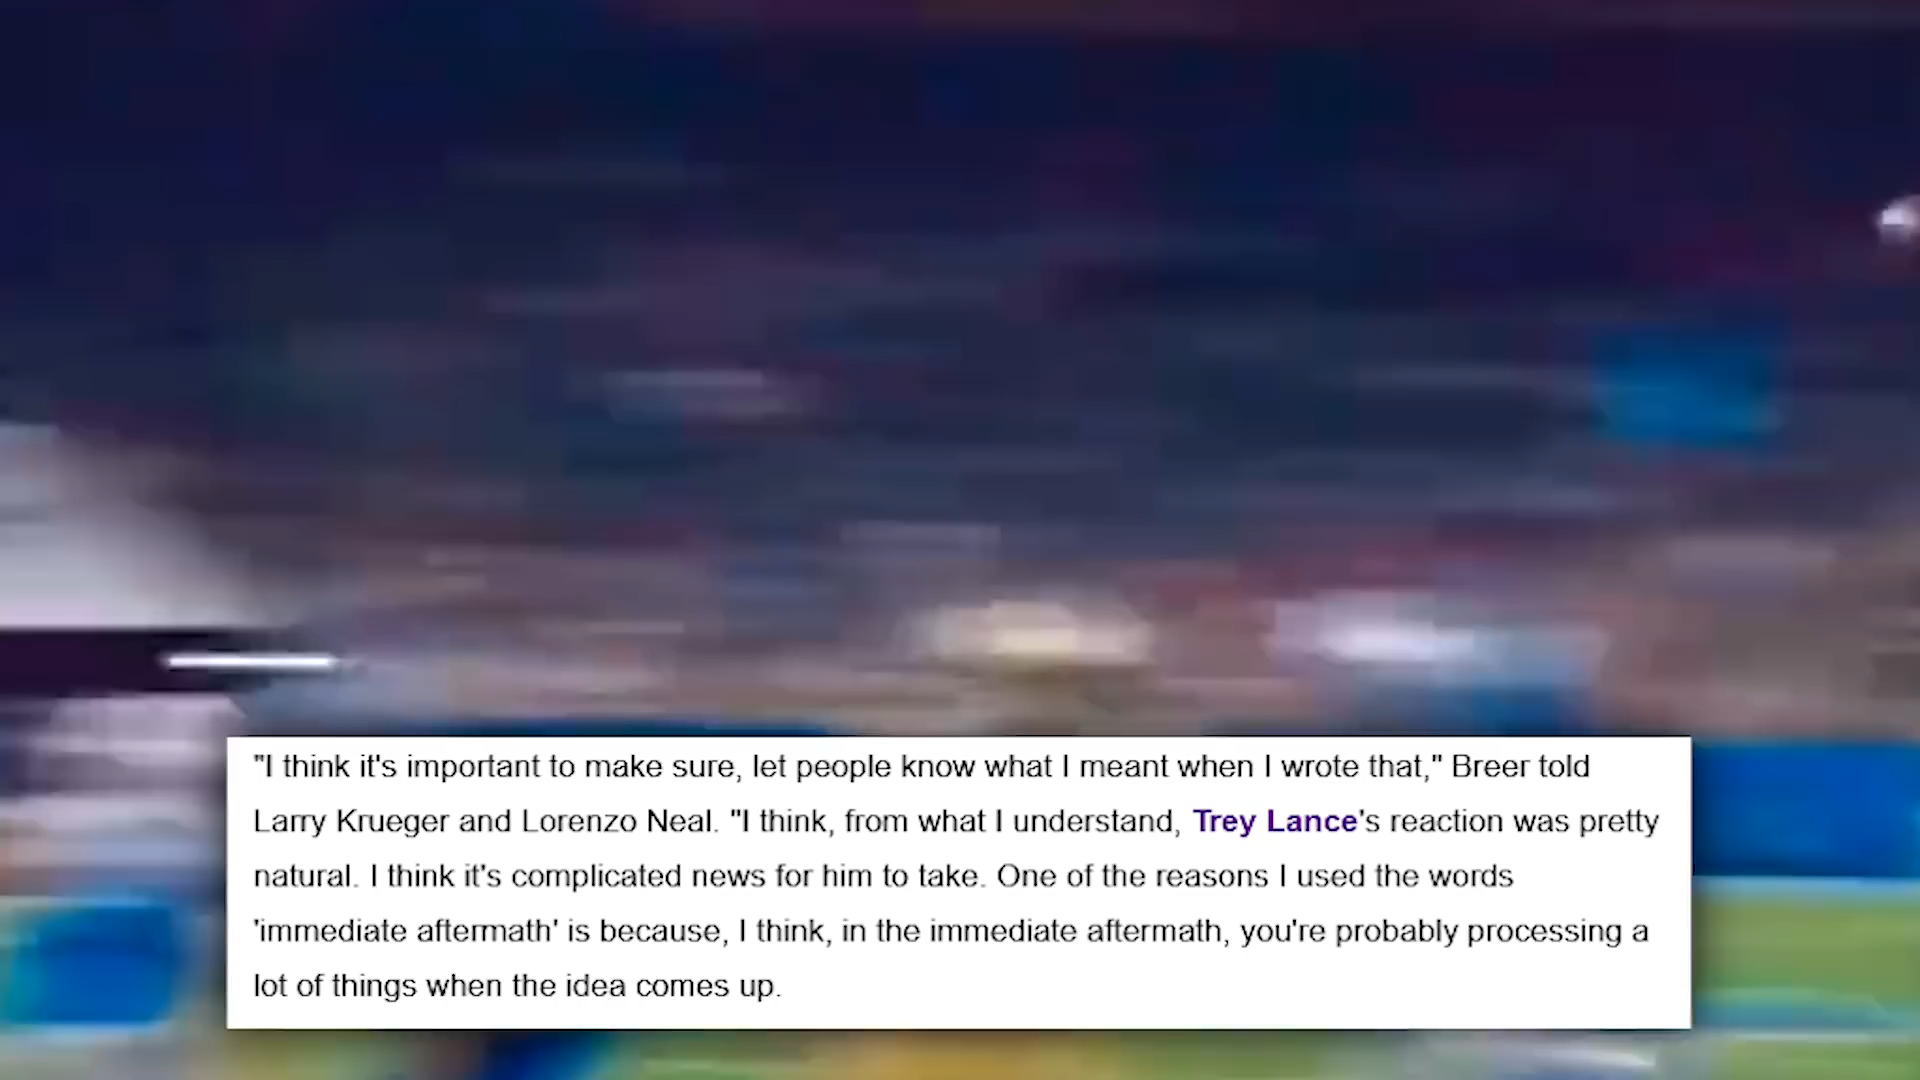 "I think it's important to make sure, let people know what I meant when I wrote that," Breer told
Larry Krueger and Lorenzo Neal. "I think, from what I understand, Trey Lance's reaction was pretty
natural. I think it's complicated news for him to take. One of the reasons I used the words
'immediate aftermath' is because, I think, in the immediate aftermath, you're probably processing a
lot of things when the idea comes up.